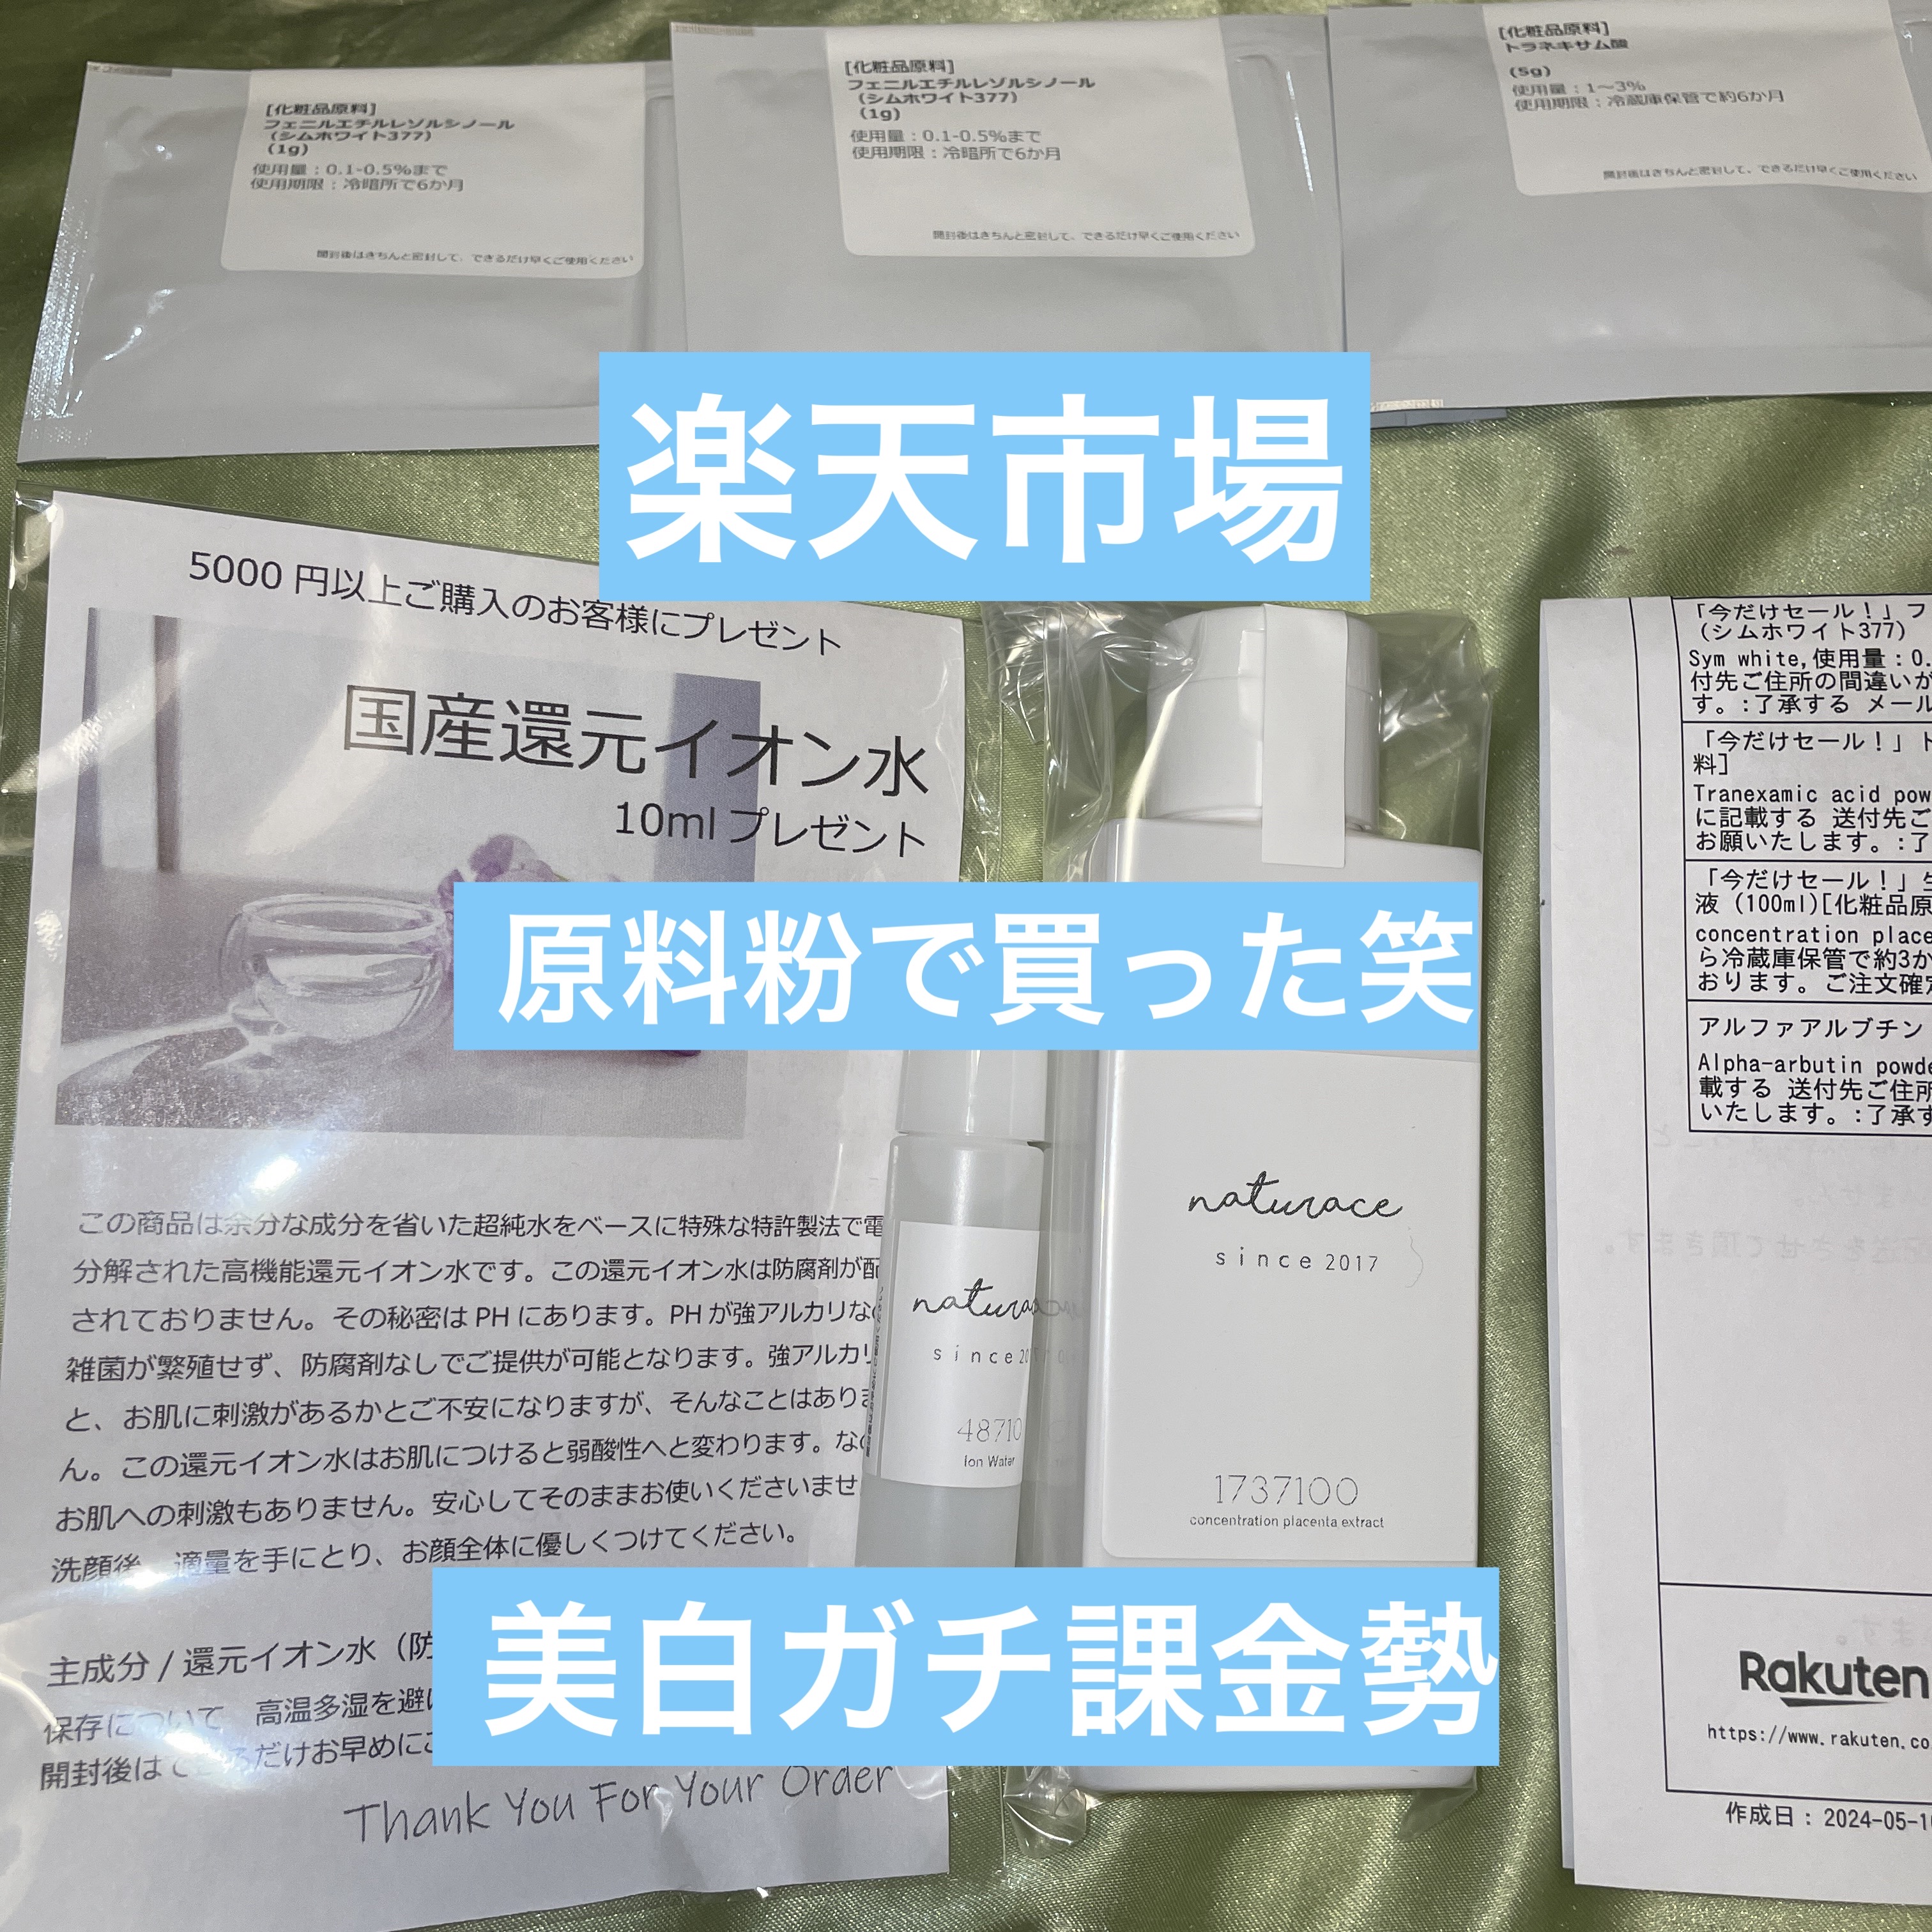 [化粧品原料]
フェニルエチルレゾルシノール
（シムホワイト377）
（1g）
使用量：0.1-0.5%まで
使用期限：冷暗所で6か月
開封後はきちんと密封して、できるだけ早くご使用ください
[化粧品原料]
フェニルエチルレゾルシノール
（シムホワイト377）
（1g）
使用量：0.1-0.5%まで
使用期限：冷暗所で6か月
開封後はきちんと密封して、できるだけ早くご使用ください
[化粧品原料]
トラネキサム酸
（5g）
使用量：1～3%
使用期限：冷蔵庫保管で約6か月
開封後はきちんと密封して、できるだけ早くご使用ください
楽天市場
5000 円以上ご購入のお客様にプレゼント
国産還元イオン水
10ml プレゼント
原料粉で買った笑
この商品は余分な成分を省いた超純水をベースに特殊な特許製法で電
分解された高機能還元イオン水です。この還元イオン水は防腐剤が配
されておりません。その秘密は PH にあります。PH が強アルカリな
雑菌が繁殖せず、防腐剤なしでご提供が可能となります。強アルカリ
と、お肌に刺激があるかとご不安になりますが、そんなことはありま
ん。この還元イオン水はお肌につけると弱酸性へと変わります。な
お肌への刺激もありません。安心してそのままお使いくださいませ
洗顔後、適量を手にとり、お顔全体に優しくつけてください。
主成分 / 還元イオン水（防
保存について 高温多湿を避
開封後はできるだけお早めに
Thank You For Your Order
naturace
since 20
48710
Ion Water
naturace
since 2017
1737100
concentration placenta extract
美白ガチ課金勢
「今だけセール！」フ
（シムホワイト377）
Sym white,使用量：0.
付先ご住所の間違いが
す。:了承する メール
「今だけセール！」ト
料]
Tranexamic acid pow
に記載する 送付先ご
お願いたします。:了
「今だけセール！」生
液（100ml)[化粧品原
concentration place
ら冷蔵庫保管で約3か
おります。ご注文確定
アルファアルブチン
Alpha-arbutin powde
載する 送付先ご住所
いたします。:了承す
Rakuten
https://www.rakuten.co
作成日：2024-05-1